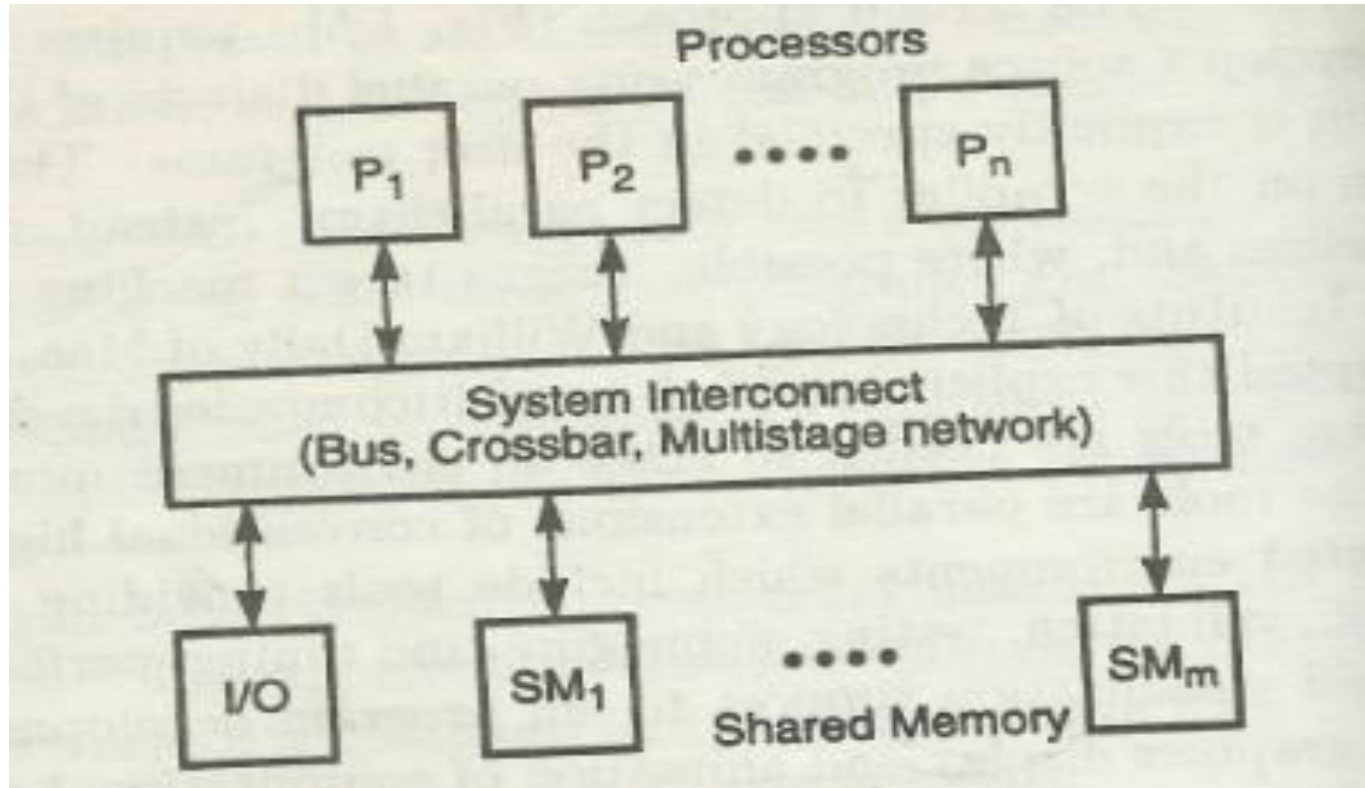 Processors
P1 P2 •••• Pn
System Interconnect
(Bus, Crossbar, Multistage network)
I/O SM1 •••• SMm
Shared Memory